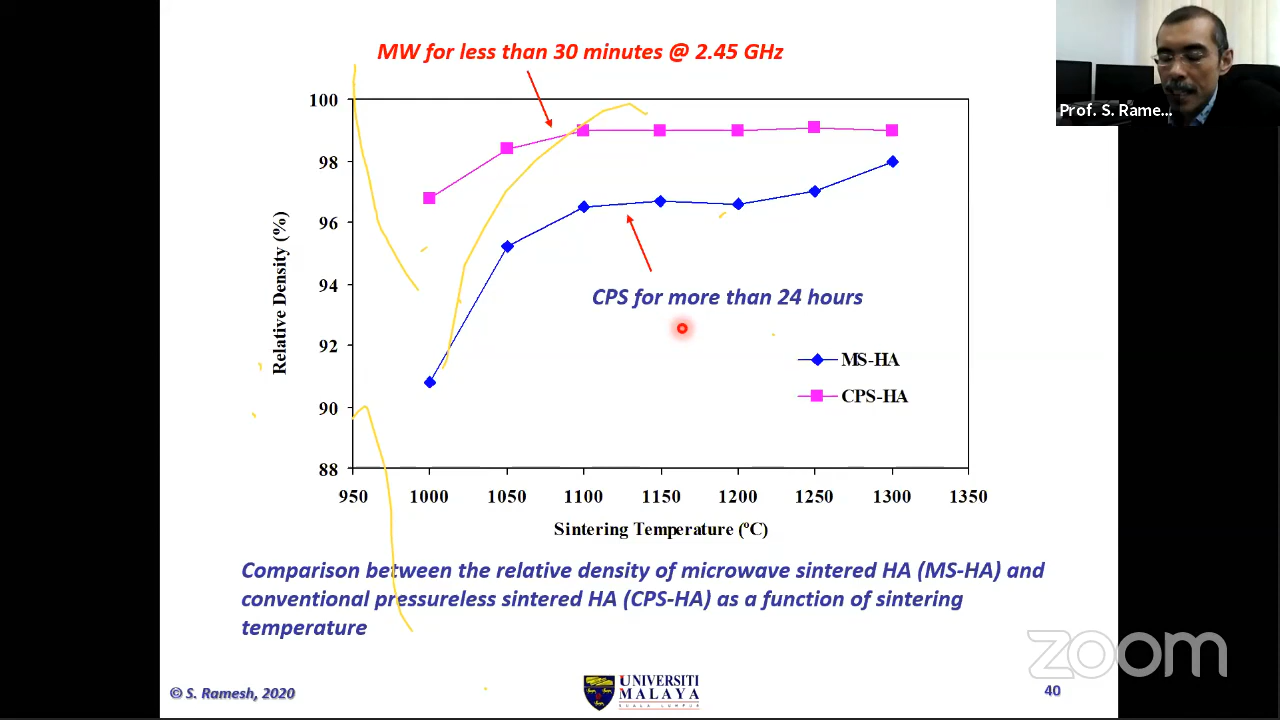 MW for less than 30 minutes @ 2.45 GHz
Prof. S. Rame...
100
98
96
94
92
90
88
Relative Density (%)
CPS for more than 24 hours
MS-HA
CPS-HA
950 1000 1050 1100 1150 1200 1250 1300 1350
Sintering Temperature (ºC)
Comparison between the relative density of microwave sintered HA (MS-HA) and
conventional pressureless sintered HA (CPS-HA) as a function of sintering
temperature
zoom
© S. Ramesh, 2020
UNIVERSITI
MALAYA
KUALA LUMPUR
40